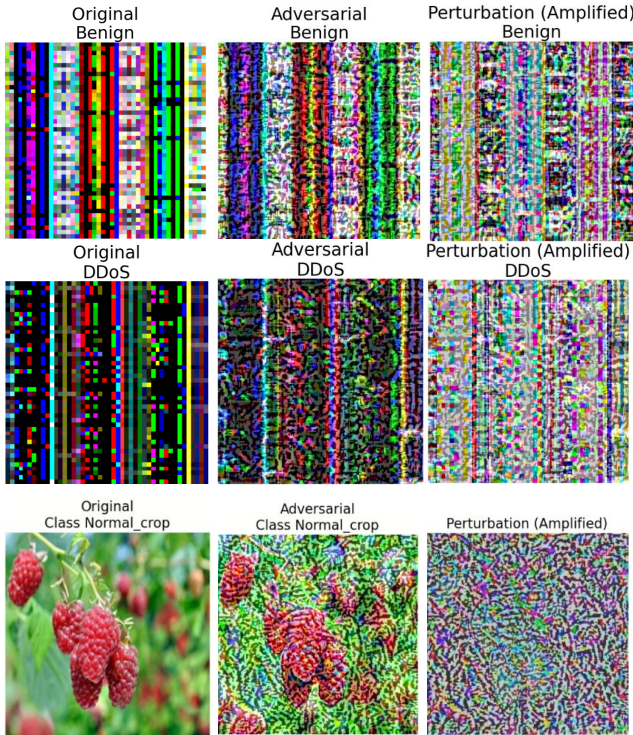 Original
Benign
Adversarial
Benign
Perturbation (Amplified)
Benign
Original
DDoS
Adversarial
DDoS
Perturbation (Amplified)
DDoS
Original
Class Normal_crop
Adversarial
Class Normal_crop
Perturbation (Amplified)